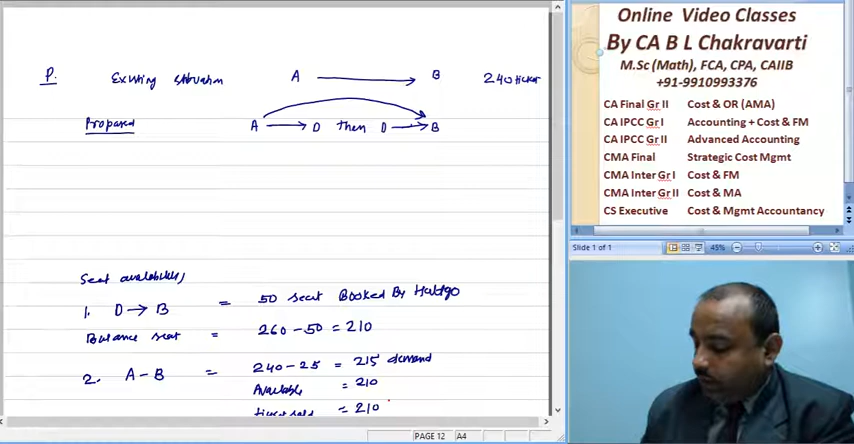 P. Existing situation A → B 240 ticket
Proposed A → D then D → B
Seat availability
1. D → B = 50 seat Booked By Haltgo
Balance seat = 260 - 50 = 210
2. A - B = 240 - 25 = 215 demand
Available = 210
= 210
Online Video Classes
By CA B L Chakravarti
M.Sc (Math), FCA, CPA, CAIIB
+91-9910993376
CA Final Gr II Cost & OR (AMA)
CA IPCC Gr I Accounting + Cost & FM
CA IPCC Gr II Advanced Accounting
CMA Final Strategic Cost Mgmt
CMA Inter Gr I Cost & FM
CMA Inter Gr II Cost & MA
CS Executive Cost & Mgmt Accountancy
Slide 1 of 1 45%
PAGE 12 A4